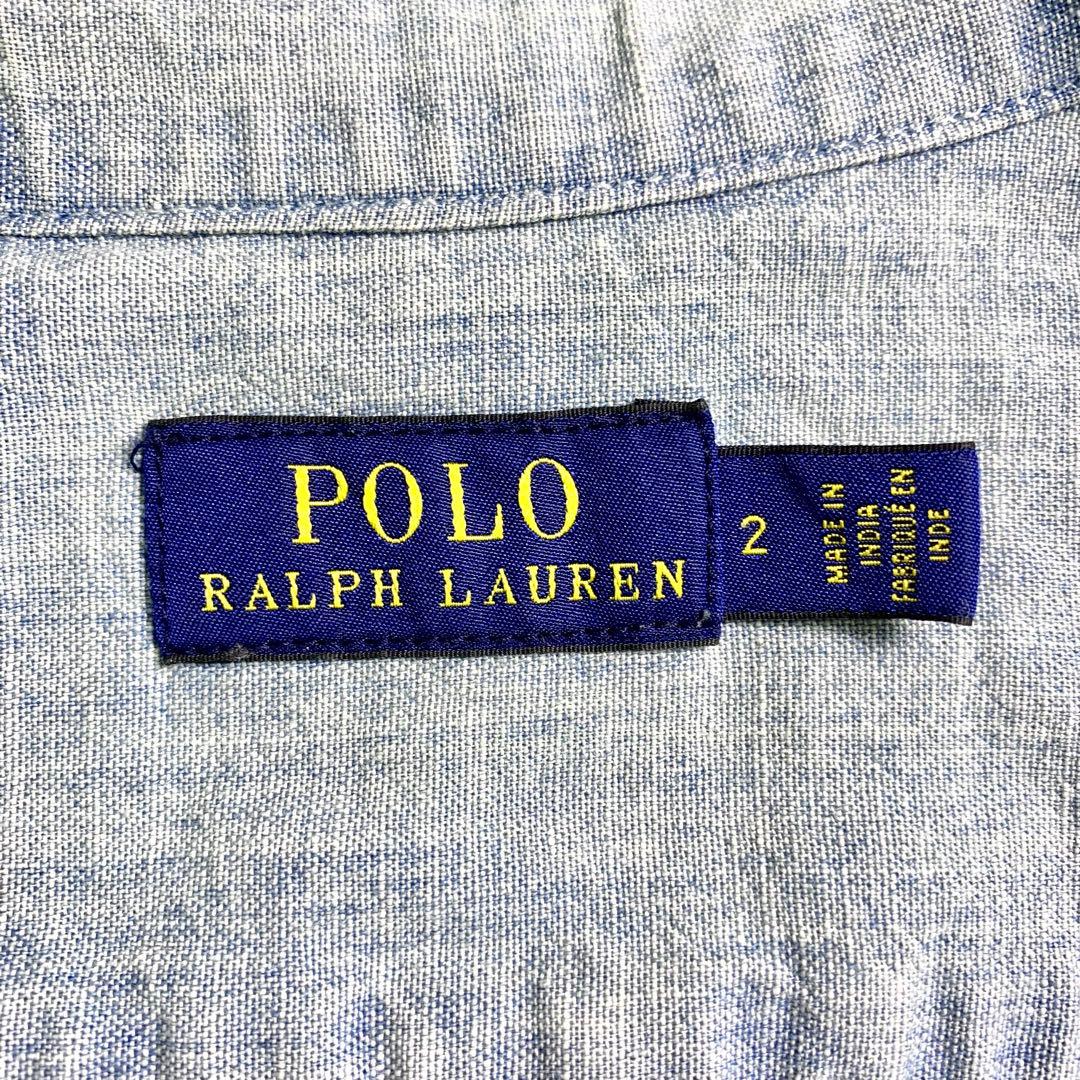 POLO
RALPH LAUREN
2
MADE IN
INDIA
FABRIQUÉ EN
INDE